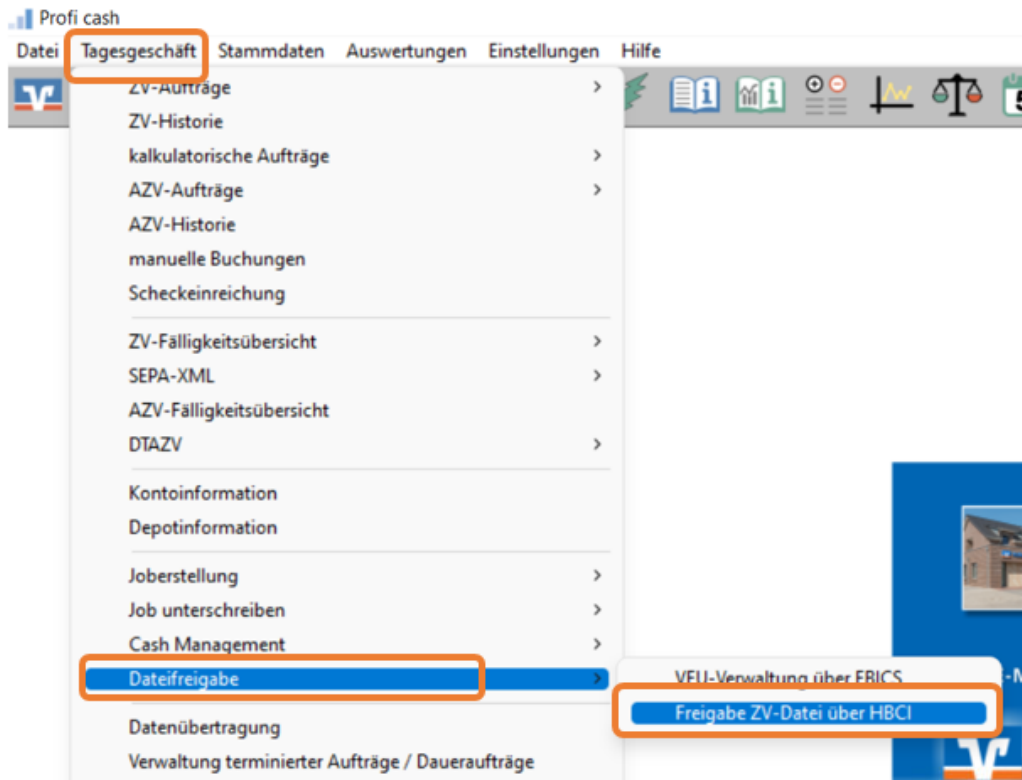 Profi cash
Datei Tagesgeschäft Stammdaten Auswertungen Einstellungen Hilfe
ZV-Aufträge
ZV-Historie
kalkulatorische Aufträge
AZV-Aufträge
AZV-Historie
manuelle Buchungen
Scheckeinreichung
ZV-Fälligkeitsübersicht
SEPA-XML
AZV-Fälligkeitsübersicht
DTAZV
Kontoinformation
Depotinformation
Joberstellung
Job unterschreiben
Cash Management
Dateifreigabe
VEU-Verwaltung über EBICS
Freigabe ZV-Datei über HBCI
Datenübertragung
Verwaltung terminierter Aufträge / Daueraufträge